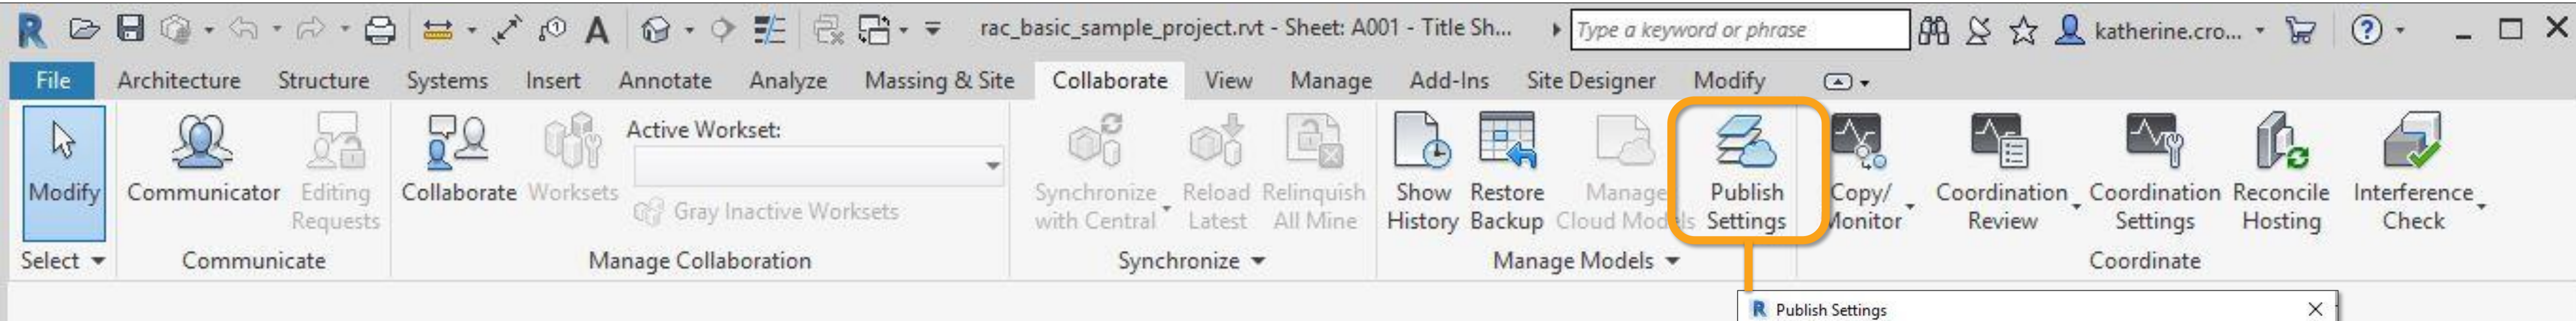 R
rac_basic_sample_project.rvt - Sheet: A001 - Title Sh...
Type a keyword or phrase
katherine.cro...
File Architecture Structure Systems Insert Annotate Analyze Massing & Site Collaborate View Manage Add-Ins Site Designer Modify
Modify
Communicator
Editing
Requests
Collaborate
Worksets
Active Workset:
Gray Inactive Worksets
Synchronize
with Central
Reload
Latest
Relinquish
All Mine
Show
History
Restore
Backup
Manage
Cloud Models
Publish
Settings
Copy/
Monitor
Coordination
Review
Coordination
Settings
Reconcile
Hosting
Interference
Check
Select
Communicate
Manage Collaboration
Synchronize
Manage Models
Coordinate
R Publish Settings